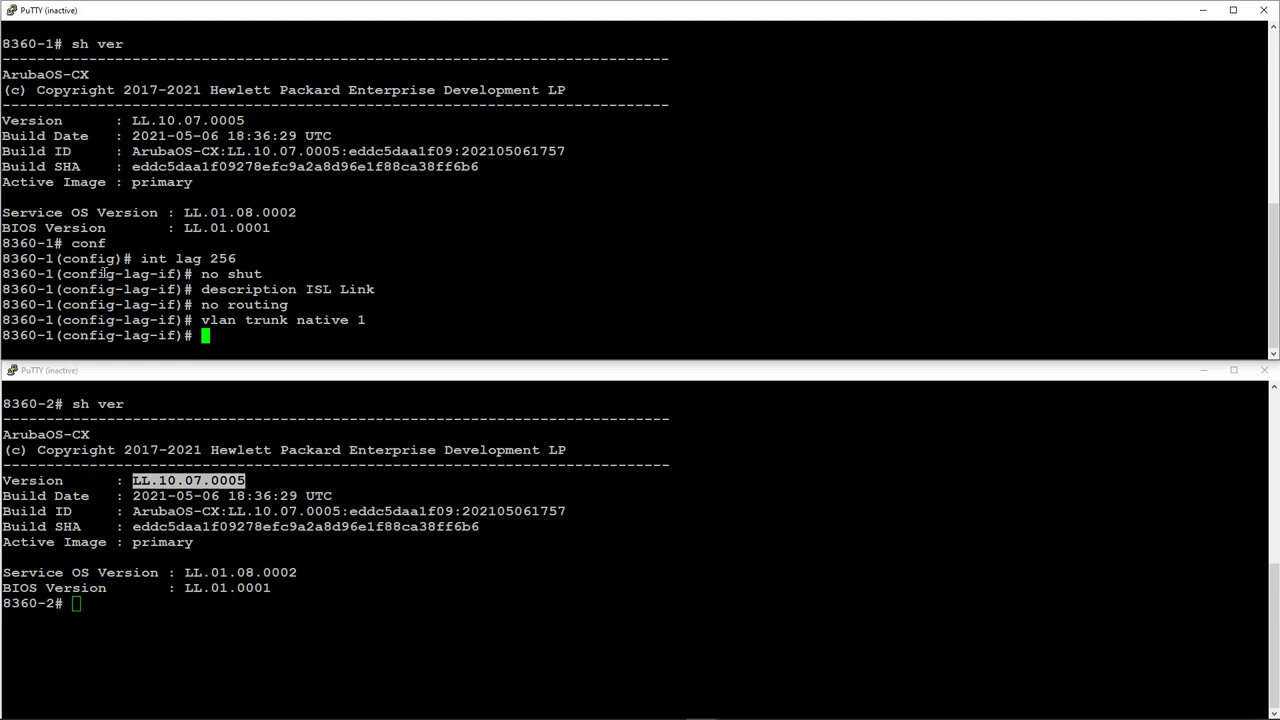 PuTTY (inactive)
8360-1# sh ver
---------------------------------------------------------------------------
ArubaOS-CX
(c) Copyright 2017-2021 Hewlett Packard Enterprise Development LP
---------------------------------------------------------------------------
Version      : LL.10.07.0005
Build Date   : 2021-05-06 18:36:29 UTC
Build ID     : ArubaOS-CX:LL.10.07.0005:eddc5daa1f09:202105061757
Build SHA    : eddc5daa1f09278efc9a2a8d96e1f88ca38ff6b6
Active Image : primary
Service OS Version : LL.01.08.0002
BIOS Version       : LL.01.0001
8360-1# conf
8360-1(config)# int lag 256
8360-1(config-lag-if)# no shut
8360-1(config-lag-if)# description ISL Link
8360-1(config-lag-if)# no routing
8360-1(config-lag-if)# vlan trunk native 1
8360-1(config-lag-if)#
PuTTY (inactive)
8360-2# sh ver
---------------------------------------------------------------------------
ArubaOS-CX
(c) Copyright 2017-2021 Hewlett Packard Enterprise Development LP
---------------------------------------------------------------------------
Version      : LL.10.07.0005
Build Date   : 2021-05-06 18:36:29 UTC
Build ID     : ArubaOS-CX:LL.10.07.0005:eddc5daa1f09:202105061757
Build SHA    : eddc5daa1f09278efc9a2a8d96e1f88ca38ff6b6
Active Image : primary
Service OS Version : LL.01.08.0002
BIOS Version       : LL.01.0001
8360-2#